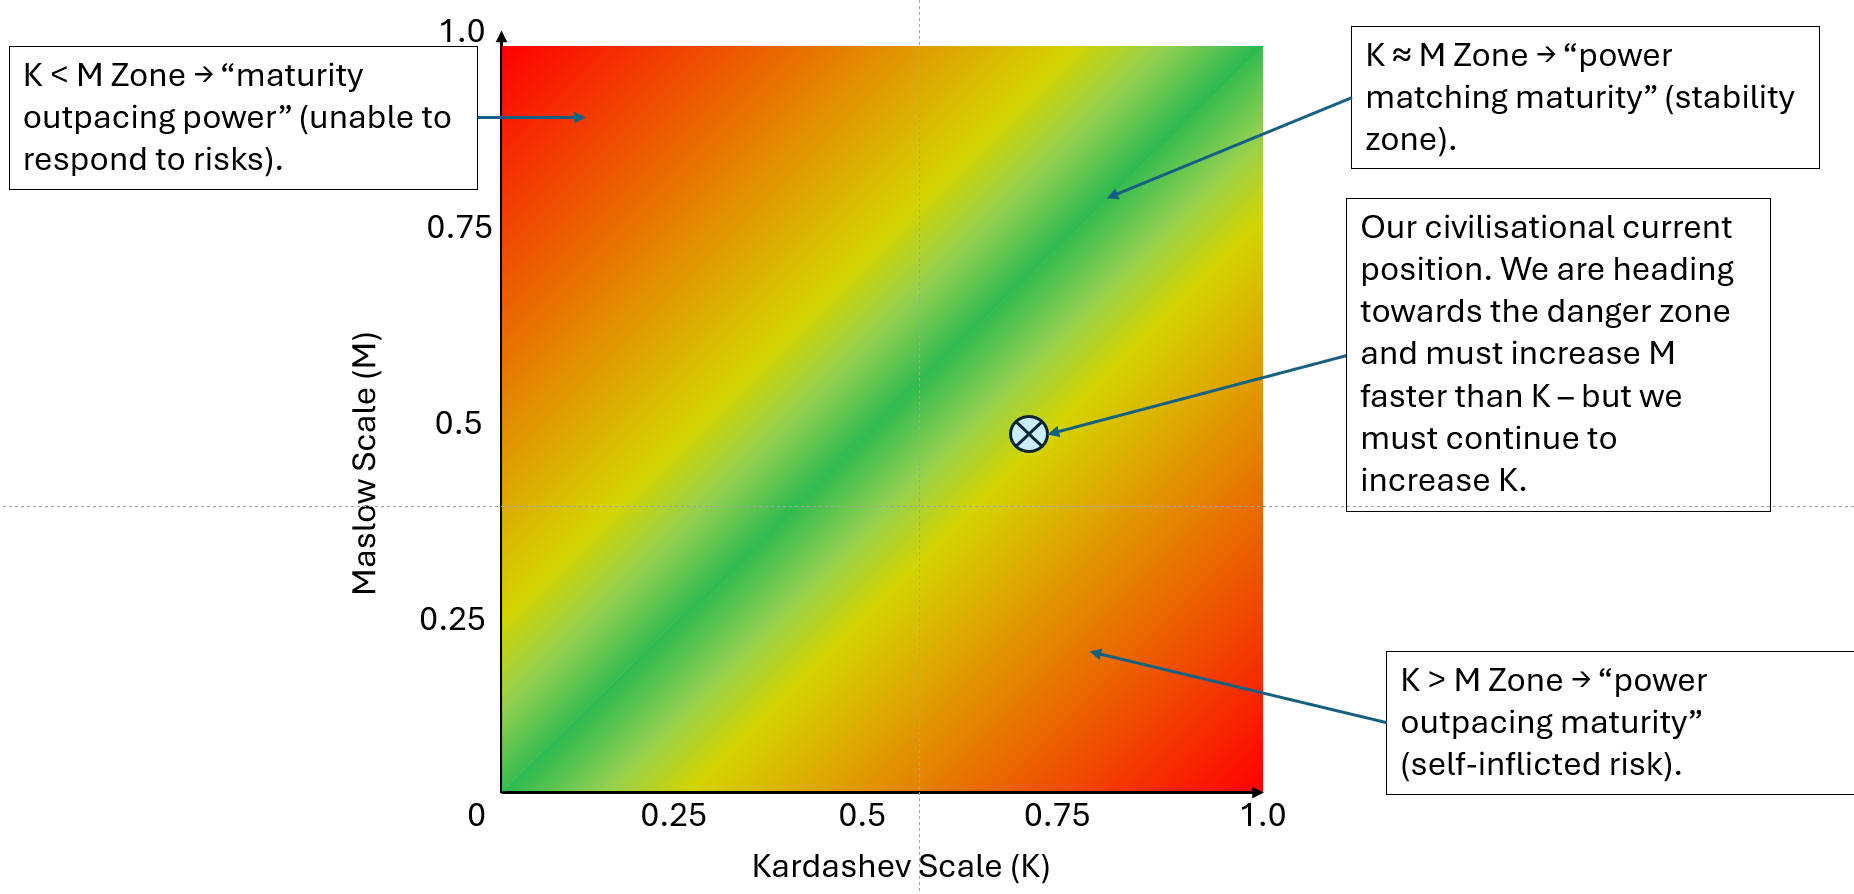 1.0
K < M Zone → “maturity
outpacing power” (unable to
respond to risks).
K ≈ M Zone → “power
matching maturity” (stability
zone).
0.75
Our civilisational current
position. We are heading
towards the danger zone
and must increase M
faster than K – but we
must continue to
increase K.
Maslow Scale (M)
0.5
0.25
K > M Zone → “power
outpacing maturity”
(self-inflicted risk).
0
0.25
0.5
0.75
1.0
Kardashev Scale (K)